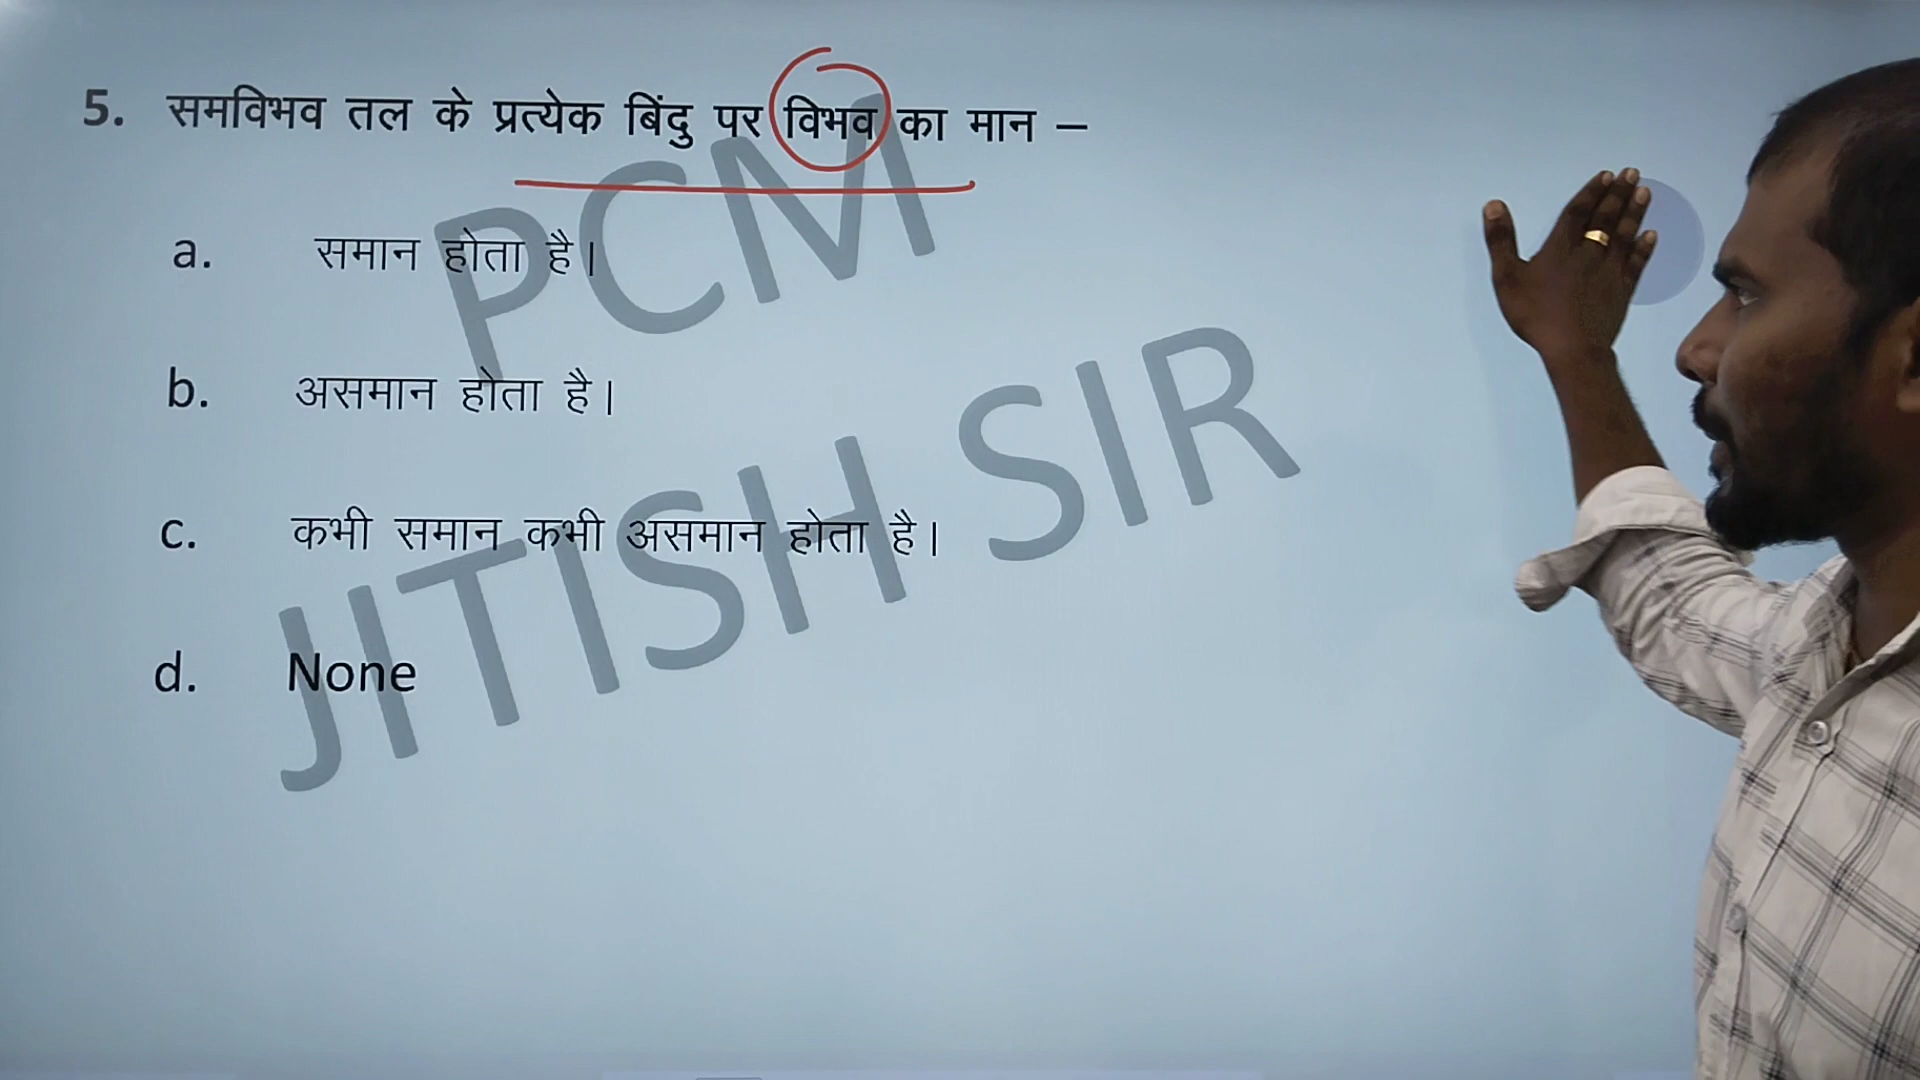 5. समविभव तल के प्रत्येक बिंदु पर विभव का मान –
a. समान होता है।
b. असमान होता है।
c. कभी समान कभी असमान होता है।
d. None
PCM
JITISH SIR